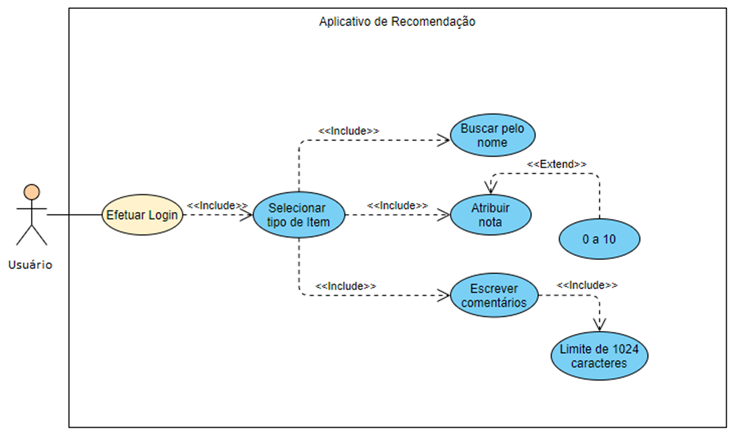 Aplicativo de Recomendação
<<Include>>
Buscar pelo
nome
<<Extend>>
Efetuar Login
<<Include>>
Selecionar
tipo de Item
<<Include>>
Atribuir
nota
0 a 10
Usuário
<<Include>>
Escrever
comentários
<<Include>>
Limite de 1024
caracteres